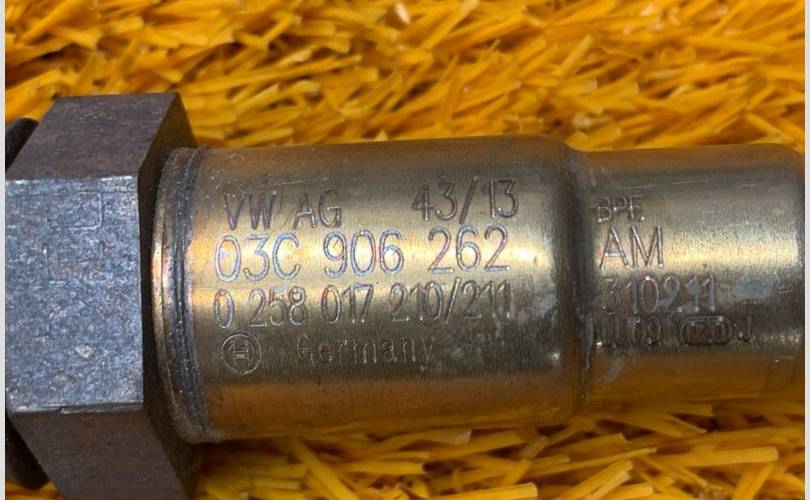 VW AG 43/13
03C 906 262
0 258 017 210/211
Germany
BPE
AM
310211